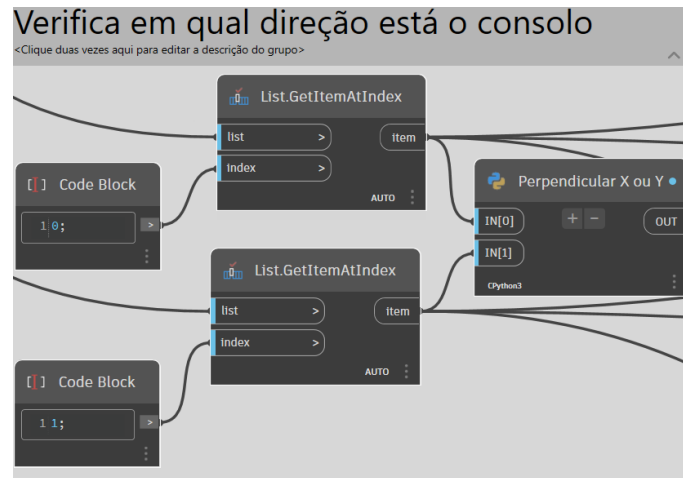 Verifica em qual direção está o consolo
<Clique duas vezes aqui para editar a descrição do grupo>
List.GetItemAtIndex
list >
item
index >
AUTO
[ ] Code Block
1 0;
>
Perpendicular X ou Y
IN[0]
+ -
OUT
IN[1]
CPython3
List.GetItemAtIndex
list >
item
index >
AUTO
[ ] Code Block
1 1;
>